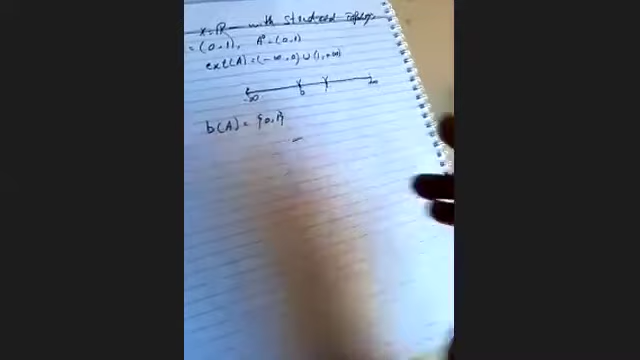 X=ℝ with standard topology
= (0,1), A° = (0,1)
ext(A) = (-∞,0) ∪ (1,+∞)
-∞ 0 1 +∞
b(A) = {0,1}